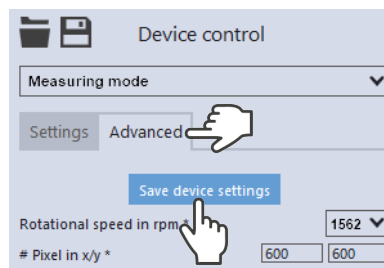 Device control
Measuring mode
Settings Advanced
Save device settings
Rotational speed in rpm * 1562
# Pixel in x/y * 600 600